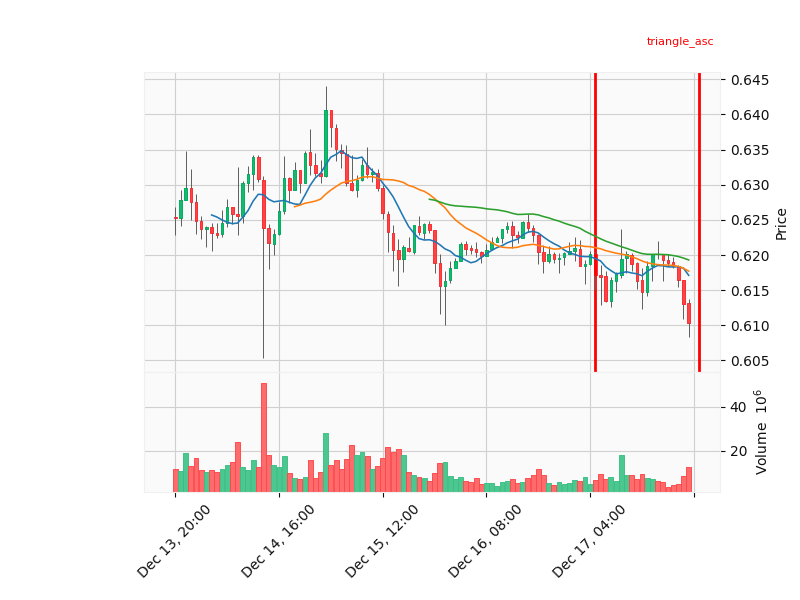 triangle_asc
0.645
0.640
0.635
0.630
0.625
0.620
0.615
0.610
0.605
Price
40
20
Volume 10^6
Dec 13, 20:00
Dec 14, 16:00
Dec 15, 12:00
Dec 16, 08:00
Dec 17, 04:00